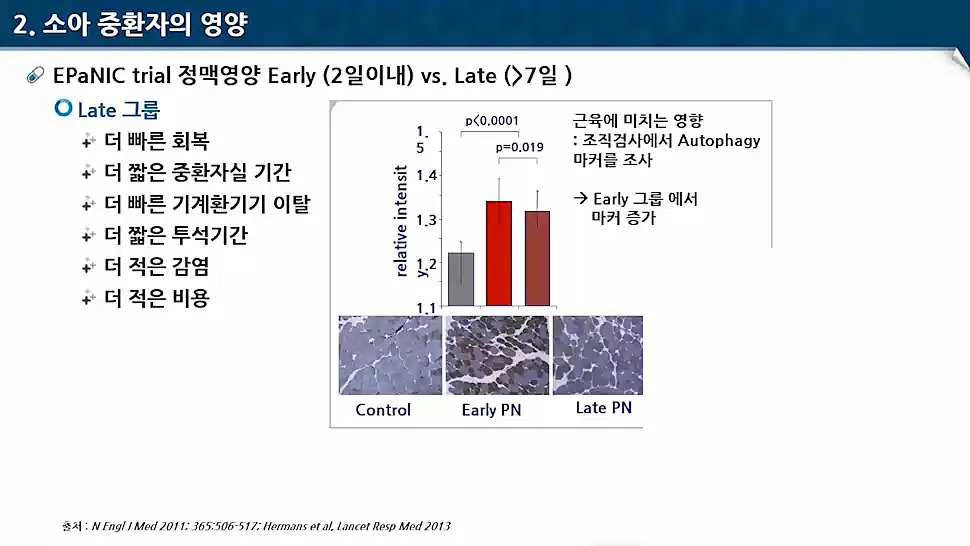 2. 소아 중환자의 영양
EPaNIC trial 정맥영양 Early (2일이내) vs. Late (>7일 )
Late 그룹
더 빠른 회복
더 짧은 중환자실 기간
더 빠른 기계환기기 이탈
더 짧은 투석기간
더 적은 감염
더 적은 비용
relative intensit
y
1.
5
1.4
1.3
1.2
1.1
p<0.0001
p=0.019
Control
Early PN
Late PN
근육에 미치는 영향
: 조직검사에서 Autophagy
마커를 조사
→ Early 그룹 에서
마커 증가
출처 : N Engl J Med 2011; 365:506-517; Hermans et al, Lancet Resp Med 2013